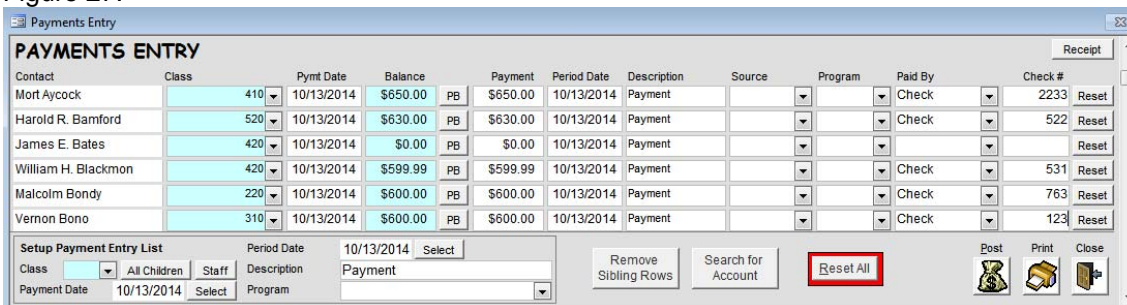 Payments Entry
PAYMENTS ENTRY
Receipt
Contact Class Pymt Date Balance Payment Period Date Description Source Program Paid By Check #
Mort Aycock 410 10/13/2014 $650.00 PB $650.00 10/13/2014 Payment Check 2233 Reset
Harold R. Bamford 520 10/13/2014 $630.00 PB $630.00 10/13/2014 Payment Check 522 Reset
James E. Bates 420 10/13/2014 $0.00 PB $0.00 10/13/2014 Payment Reset
William H. Blackmon 420 10/13/2014 $599.99 PB $599.99 10/13/2014 Payment Check 531 Reset
Malcolm Bondy 220 10/13/2014 $600.00 PB $600.00 10/13/2014 Payment Check 763 Reset
Vernon Bono 310 10/13/2014 $600.00 PB $600.00 10/13/2014 Payment Check 123 Reset
Setup Payment Entry List Period Date 10/13/2014 Select
Class All Children Staff Description Payment
Payment Date 10/13/2014 Select Program
Remove
Sibling Rows
Search for
Account
Reset All
Post Print Close